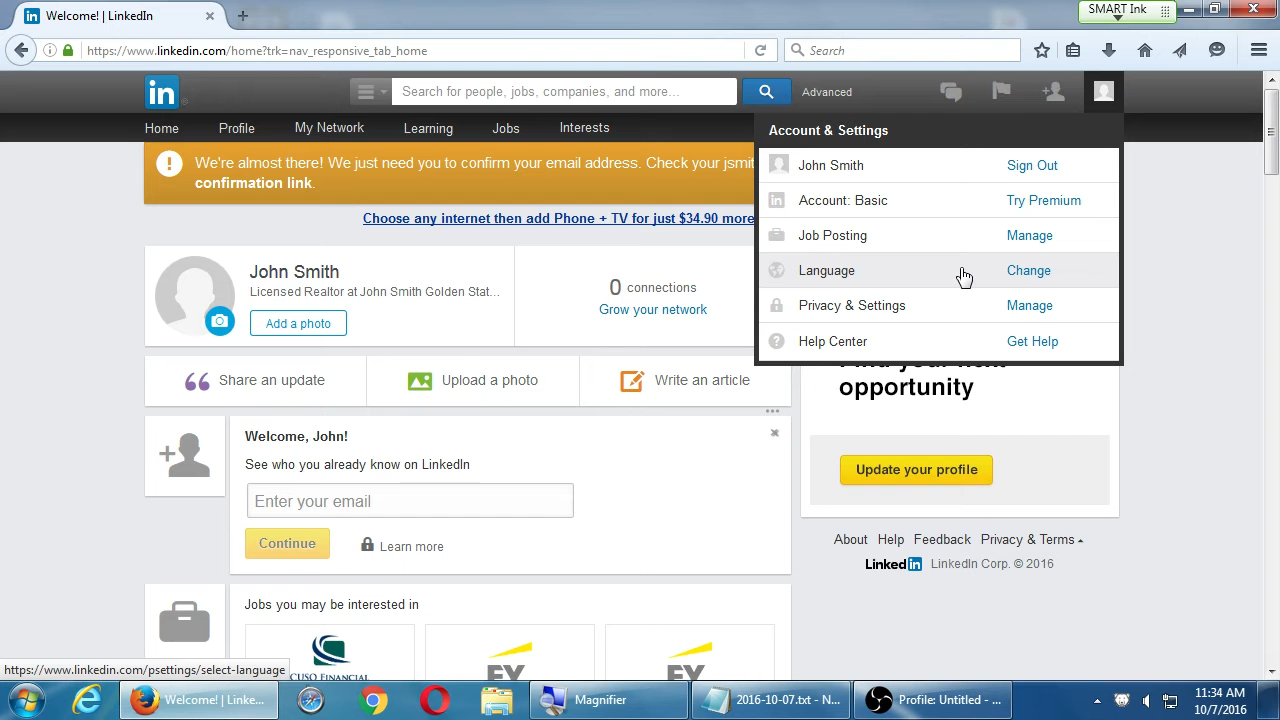 Welcome! | LinkedIn
SMART Ink
https://www.linkedin.com/home?trk=nav_responsive_tab_home
Search
in
Search for people, jobs, companies, and more...
Advanced
Home
Profile
My Network
Learning
Jobs
Interests
Account & Settings
John Smith
Sign Out
Account: Basic
Try Premium
Job Posting
Manage
Language
Change
Privacy & Settings
Manage
Help Center
Get Help
We're almost there! We just need you to confirm your email address. Check your jsmit
confirmation link.
Choose any internet then add Phone + TV for just $34.90 more
John Smith
Licensed Realtor at John Smith Golden Stat...
Add a photo
0 connections
Grow your network
Share an update
Upload a photo
Write an article
opportunity
Update your profile
Welcome, John!
See who you already know on LinkedIn
Enter your email
Continue
Learn more
About Help Feedback Privacy & Terms
Linked in LinkedIn Corp. © 2016
Jobs you may be interested in
CUSO FINANCIAL
EY
EY
https://www.linkedin.com/psettings/select-language
Welcome! | Linke...
Magnifier
2016-10-07.txt - N...
Profile: Untitled - ...
11:34 AM
10/7/2016